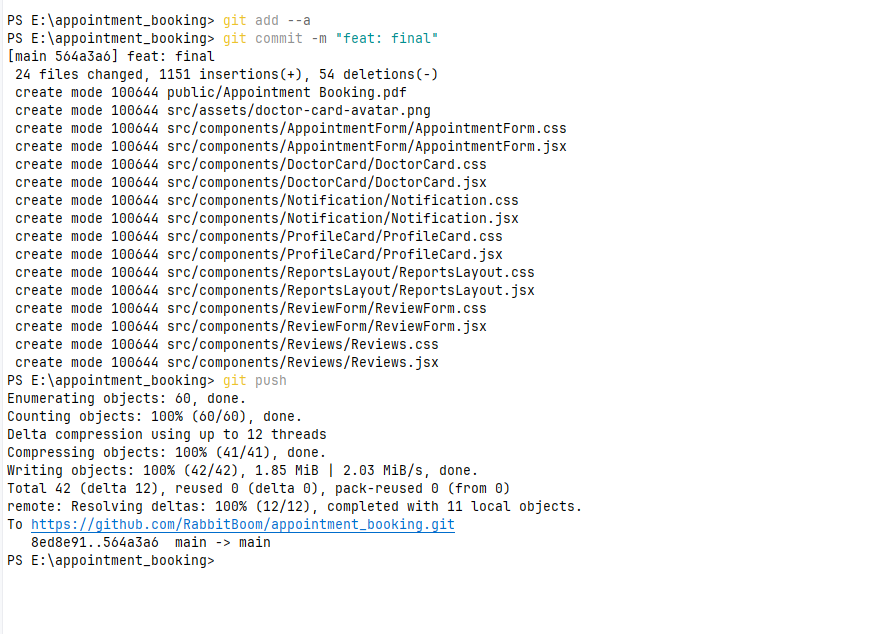 PS E:\appointment_booking> git add --a
PS E:\appointment_booking> git commit -m "feat: final"
[main 564a3a6] feat: final
 24 files changed, 1151 insertions(+), 54 deletions(-)
 create mode 100644 public/Appointment Booking.pdf
 create mode 100644 src/assets/doctor-card-avatar.png
 create mode 100644 src/components/AppointmentForm/AppointmentForm.css
 create mode 100644 src/components/AppointmentForm/AppointmentForm.jsx
 create mode 100644 src/components/DoctorCard/DoctorCard.css
 create mode 100644 src/components/DoctorCard/DoctorCard.jsx
 create mode 100644 src/components/Notification/Notification.css
 create mode 100644 src/components/Notification/Notification.jsx
 create mode 100644 src/components/ProfileCard/ProfileCard.css
 create mode 100644 src/components/ProfileCard/ProfileCard.jsx
 create mode 100644 src/components/ReportsLayout/ReportsLayout.css
 create mode 100644 src/components/ReportsLayout/ReportsLayout.jsx
 create mode 100644 src/components/ReviewForm/ReviewForm.css
 create mode 100644 src/components/ReviewForm/ReviewForm.jsx
 create mode 100644 src/components/Reviews/Reviews.css
 create mode 100644 src/components/Reviews/Reviews.jsx
PS E:\appointment_booking> git push
Enumerating objects: 60, done.
Counting objects: 100% (60/60), done.
Delta compression using up to 12 threads
Compressing objects: 100% (41/41), done.
Writing objects: 100% (42/42), 1.85 MiB | 2.03 MiB/s, done.
Total 42 (delta 12), reused 0 (delta 0), pack-reused 0 (from 0)
remote: Resolving deltas: 100% (12/12), completed with 11 local objects.
To https://github.com/RabbitBoom/appointment_booking.git
   8ed8e91..564a3a6  main -> main
PS E:\appointment_booking>